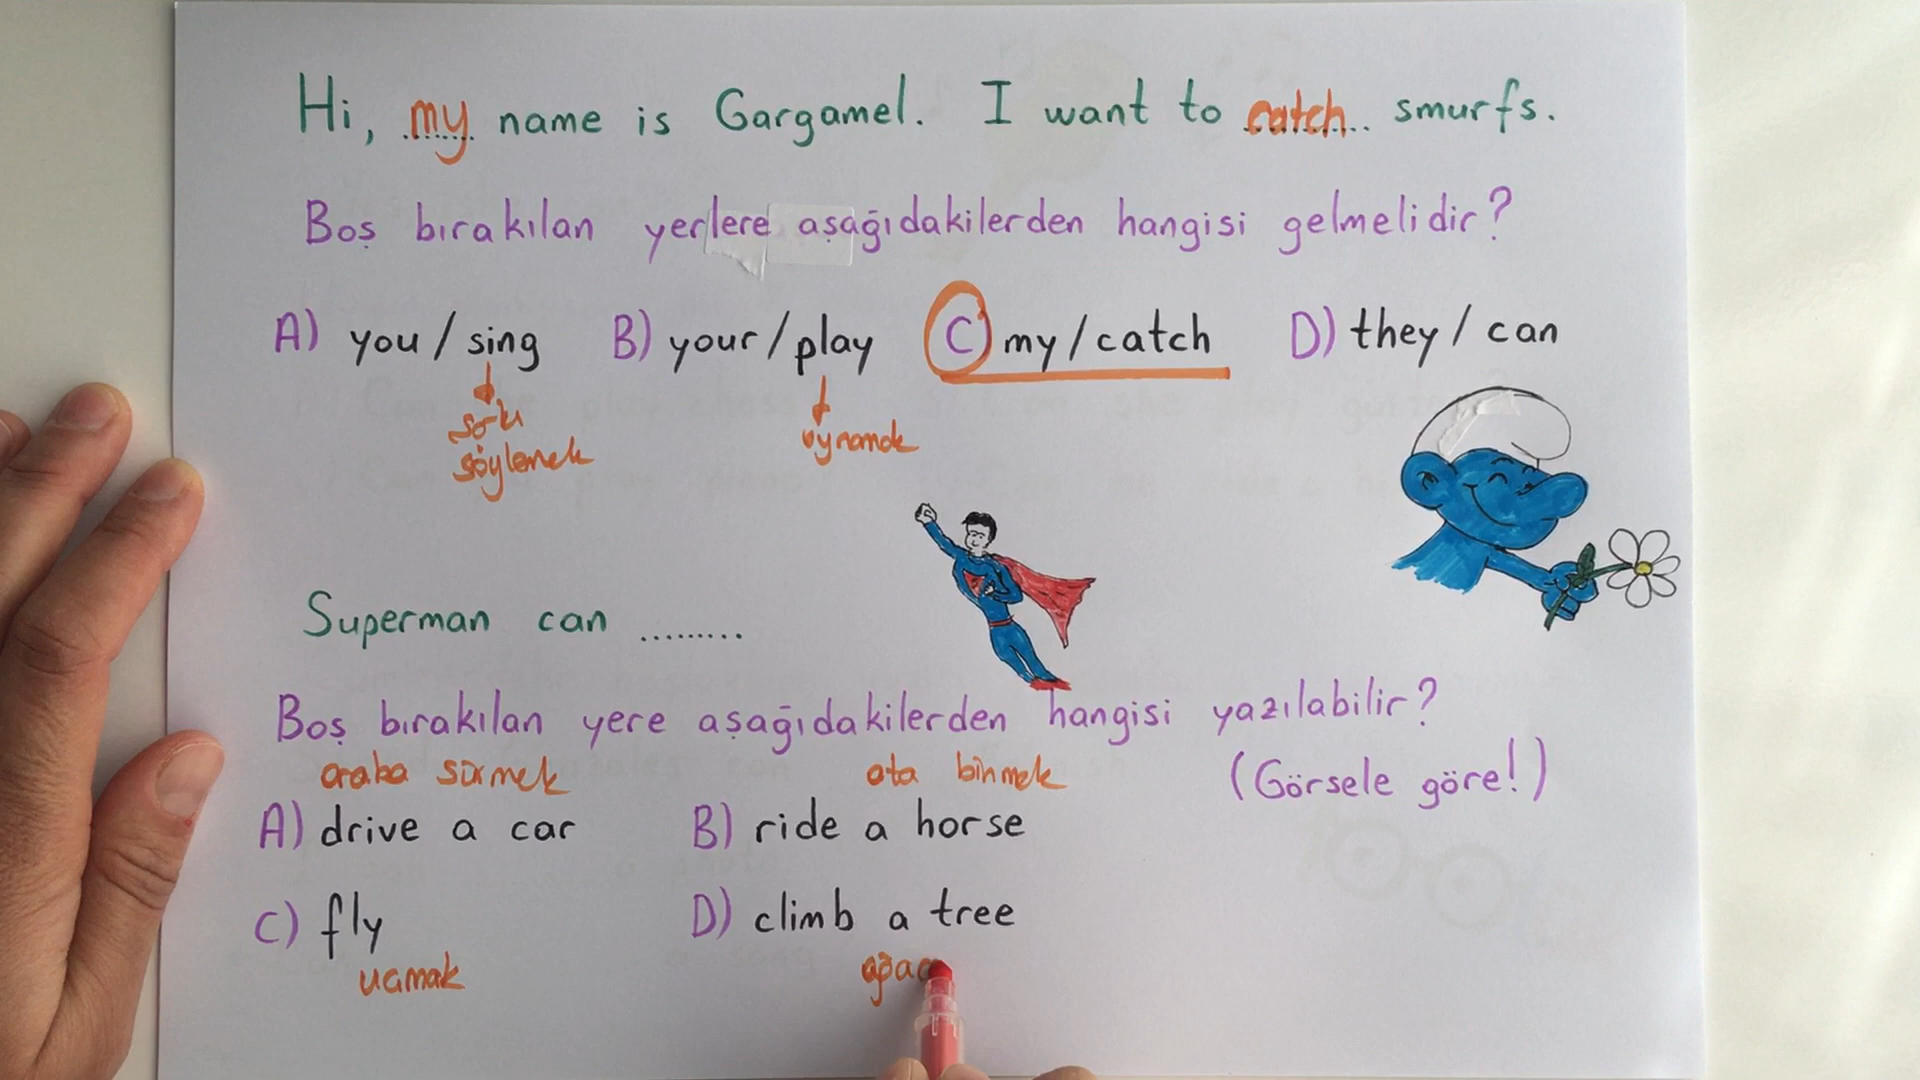 Hi, my name is Gargamel. I want to catch smurfs.
Boş bırakılan yerlere aşağıdakilerden hangisi gelmelidir?
A) you / sing B) your / play C) my / catch D) they / can
söylemek oynamak
Superman can .........
Boş bırakılan yere aşağıdakilerden hangisi yazılabilir?
araba sürmek ata binmek (Görsele göre!)
A) drive a car B) ride a horse
C) fly D) climb a tree
uçmak